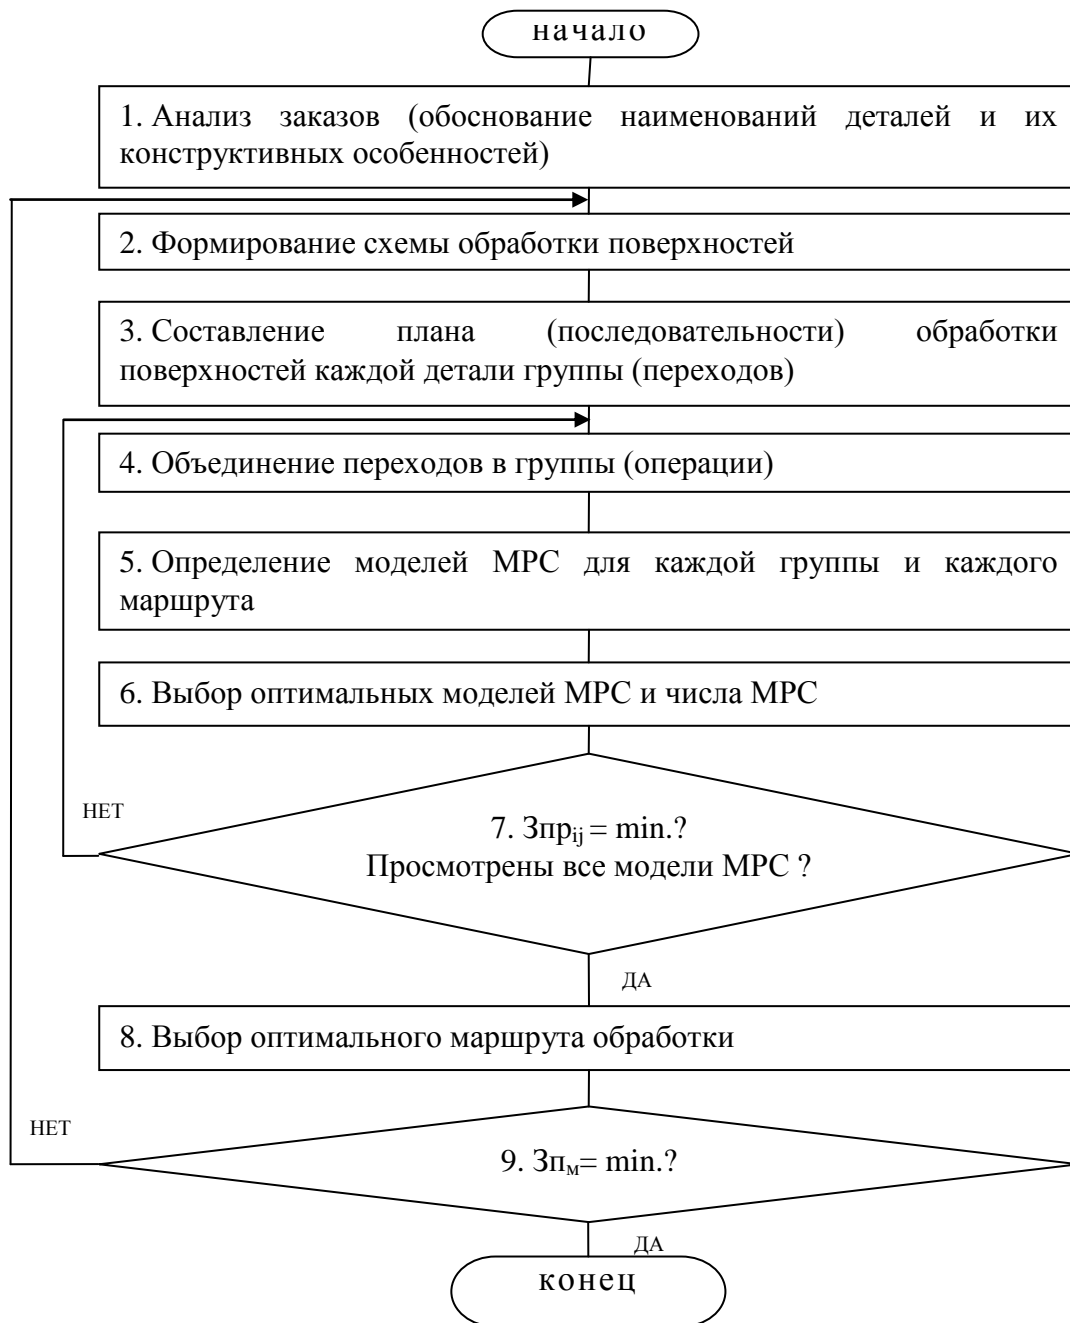 начало
1. Анализ заказов (обоснование наименований деталей и их
конструктивных особенностей)
2. Формирование схемы обработки поверхностей
3. Составление плана (последовательности) обработки
поверхностей каждой детали группы (переходов)
4. Объединение переходов в группы (операции)
5. Определение моделей МРС для каждой группы и каждого
маршрута
6. Выбор оптимальных моделей МРС и числа МРС
НЕТ
7. Зпрij = min.?
Просмотрены все модели МРС ?
ДА
8. Выбор оптимального маршрута обработки
НЕТ
9. Зпм= min.?
ДА
конец